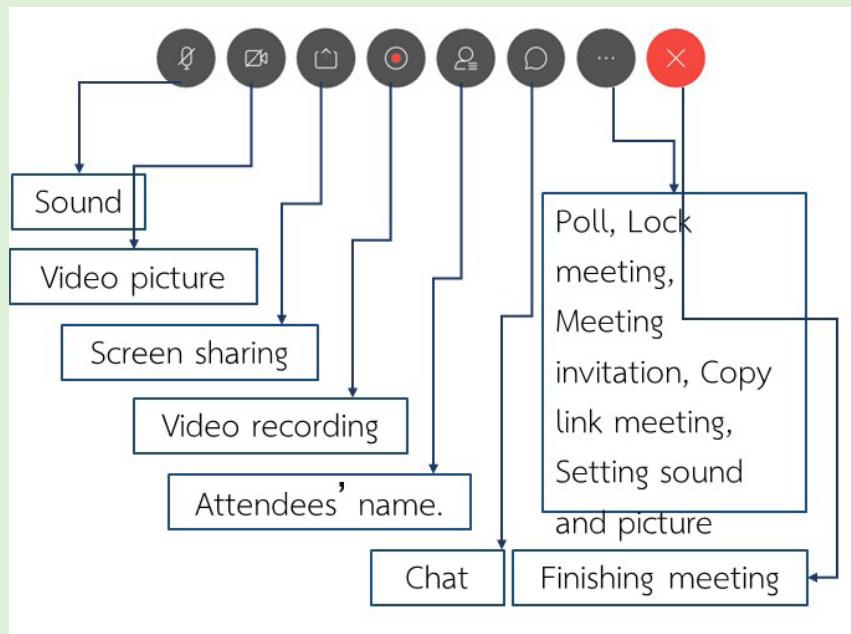 Sound
Video picture
Screen sharing
Video recording
Attendees’ name.
Chat
Poll, Lock
meeting,
Meeting
invitation, Copy
link meeting,
Setting sound
and picture
Finishing meeting